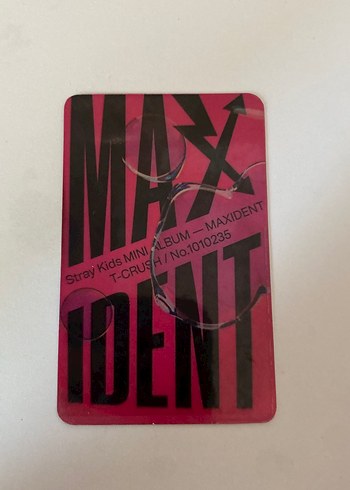 MAX
Stray Kids MINI ALBUM — MAXIDENT
T-CRUSH / No.1010235
IDENT